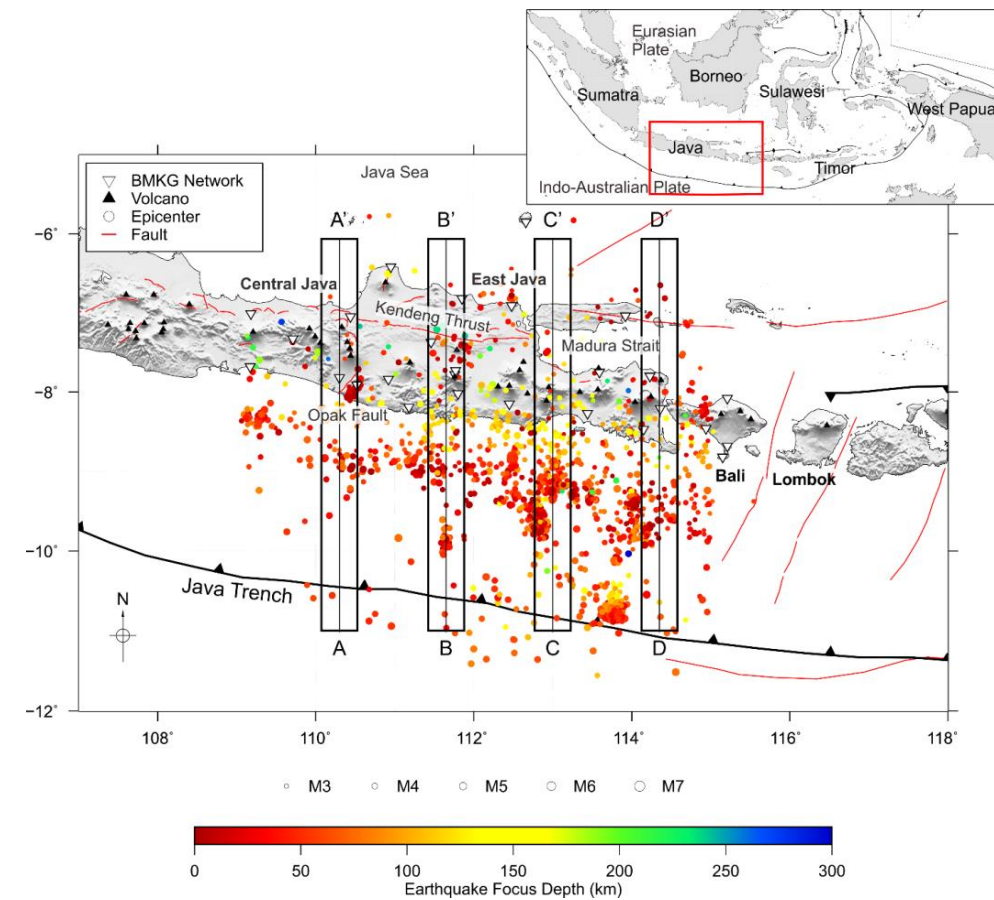 Eurasian
Plate
Borneo
Sumatra
Sulawesi
West Papua
Java
Timor
Indo-Australian Plate
BMKG Network
Volcano
Epicenter
Fault
Java Sea
−6˚
−8˚
−10˚
−12˚
A’
B’
C’
D’
Central Java
East Java
Kendeng Thrust
Madura Strait
Opak Fault
Bali
Lombok
Java Trench
N
A
B
C
D
108˚
110˚
112˚
114˚
116˚
118˚
M3
M4
M5
M6
M7
0
50
100
150
200
250
300
Earthquake Focus Depth (km)